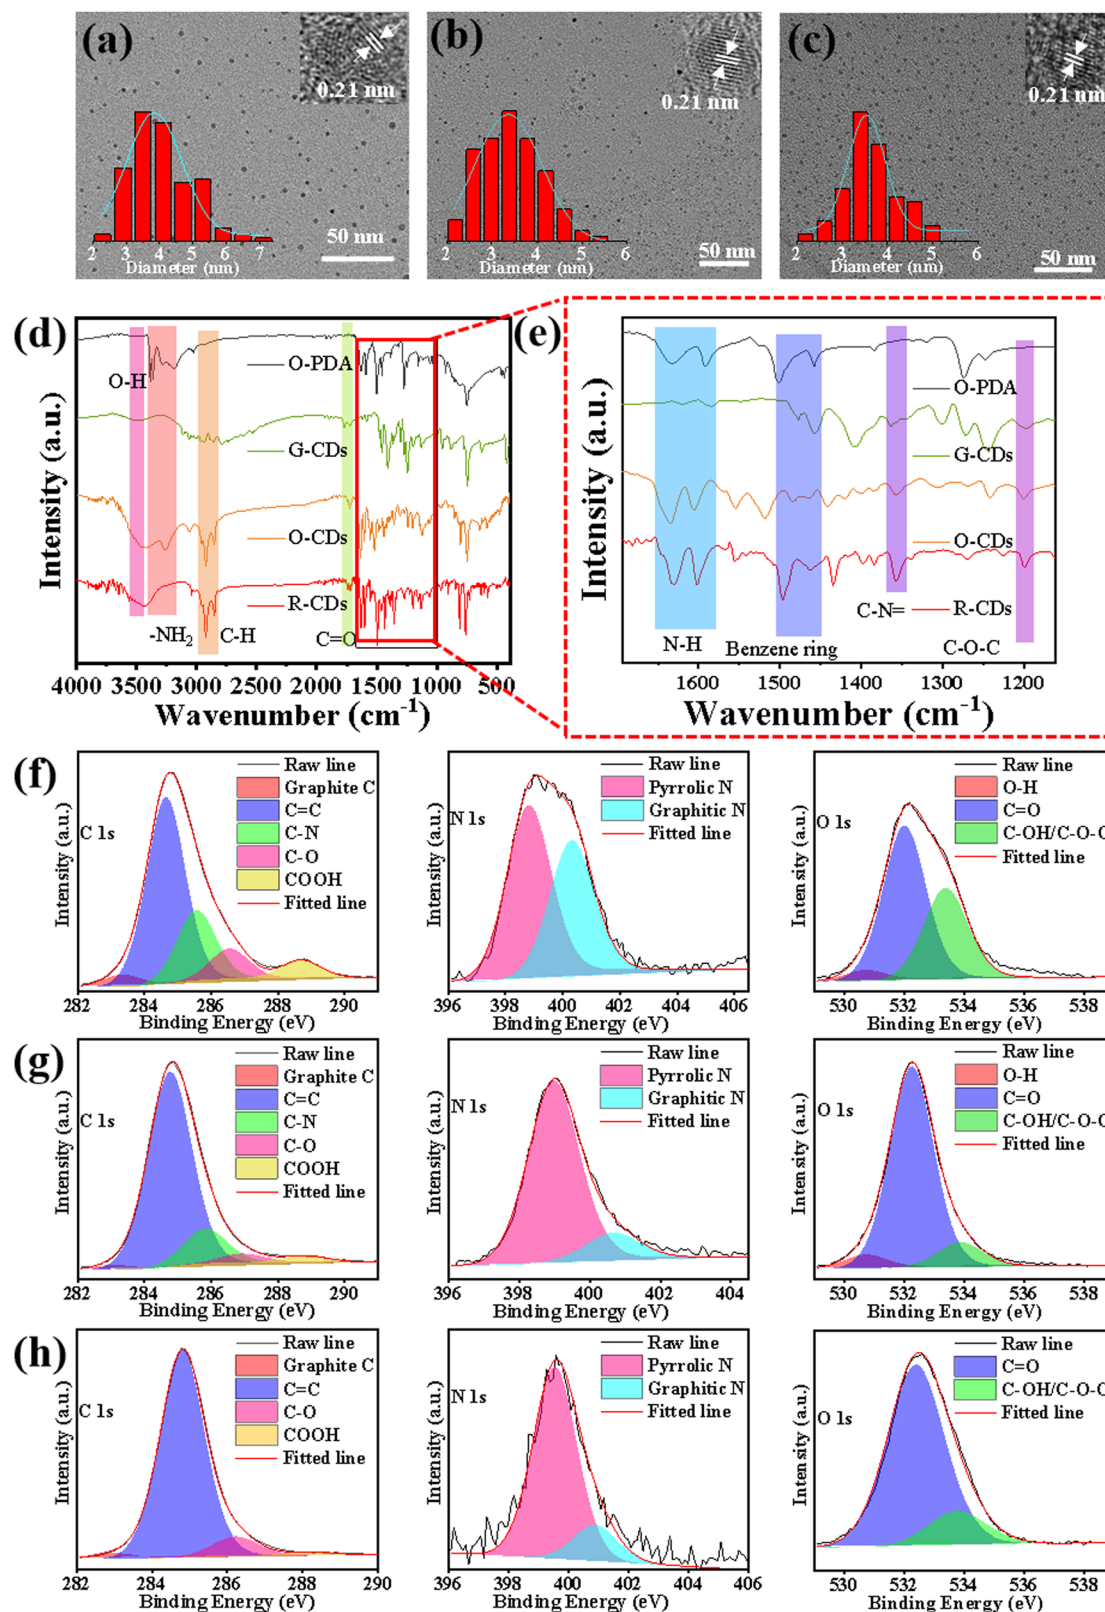 (a)
0.21 nm
2 3 4 5 6 7
Diameter (nm)
50 nm
(b)
0.21 nm
2 3 4 5 6
Diameter (nm)
50 nm
(c)
0.21 nm
2 3 4 5 6
Diameter (nm)
50 nm
(d)
O-H
O-PDA
G-CDs
O-CDs
R-CDs
-NH2
C-H
C=O
Intensity (a.u.)
4000 3500 3000 2500 2000 1500 1000 500
Wavenumber (cm-1)
(e)
O-PDA
G-CDs
O-CDs
C-N=
R-CDs
N-H
Benzene ring
C-O-C
Intensity (a.u.)
1600 1500 1400 1300 1200
Wavenumber (cm-1)
(f)
C 1s
Raw line
Graphite C
C=C
C-N
C-O
COOH
Fitted line
Intensity (a.u.)
282 284 286 288 290
Binding Energy (eV)
N 1s
Raw line
Pyrrolic N
Graphitic N
Fitted line
Intensity (a.u.)
396 398 400 402 404 406
Binding Energy (eV)
O 1s
Raw line
O-H
C=O
C-OH/C-O-C
Fitted line
Intensity (a.u.)
530 532 534 536 538
Binding Energy (eV)
(g)
C 1s
Raw line
Graphite C
C=C
C-N
C-O
COOH
Fitted line
Intensity (a.u.)
282 284 286 288 290
Binding Energy (eV)
N 1s
Raw line
Pyrrolic N
Graphitic N
Fitted line
Intensity (a.u.)
396 398 400 402 404
Binding Energy (eV)
O 1s
Raw line
O-H
C=O
C-OH/C-O-C
Fitted line
Intensity (a.u.)
530 532 534 536 538
Binding Energy (eV)
(h)
C 1s
Raw line
Graphite C
C=C
C-O
COOH
Fitted line
Intensity (a.u.)
282 284 286 288 290
Binding Energy (eV)
N 1s
Raw line
Pyrrolic N
Graphitic N
Fitted line
Intensity (a.u.)
396 398 400 402 404 406
Binding Energy (eV)
O 1s
Raw line
C=O
C-OH/C-O-C
Fitted line
Intensity (a.u.)
530 532 534 536 538
Binding Energy (eV)